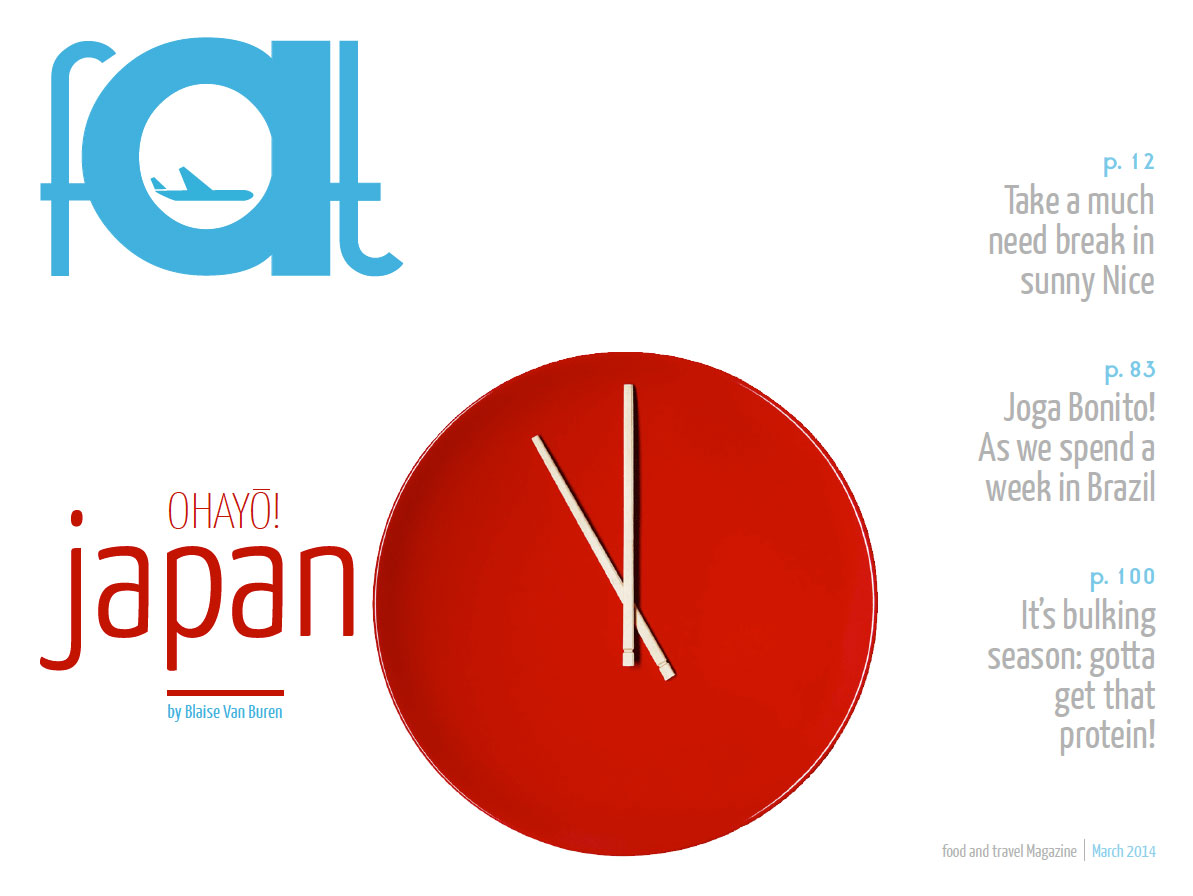 fat
OHAYŌ!
japan
by Blaise Van Buren
p. 12
Take a much
need break in
sunny Nice
p. 83
Joga Bonito!
As we spend a
week in Brazil
p. 100
It's bulking
season: gotta
get that
protein!
food and travel Magazine | March 2014